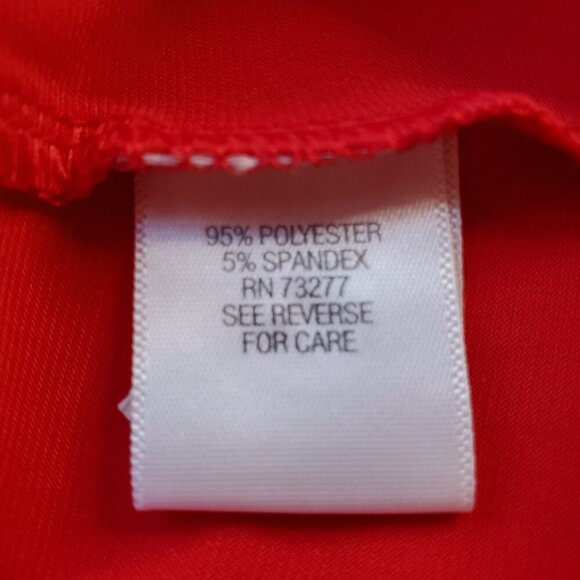 95% POLYESTER
5% SPANDEX
RN 73277
SEE REVERSE
FOR CARE